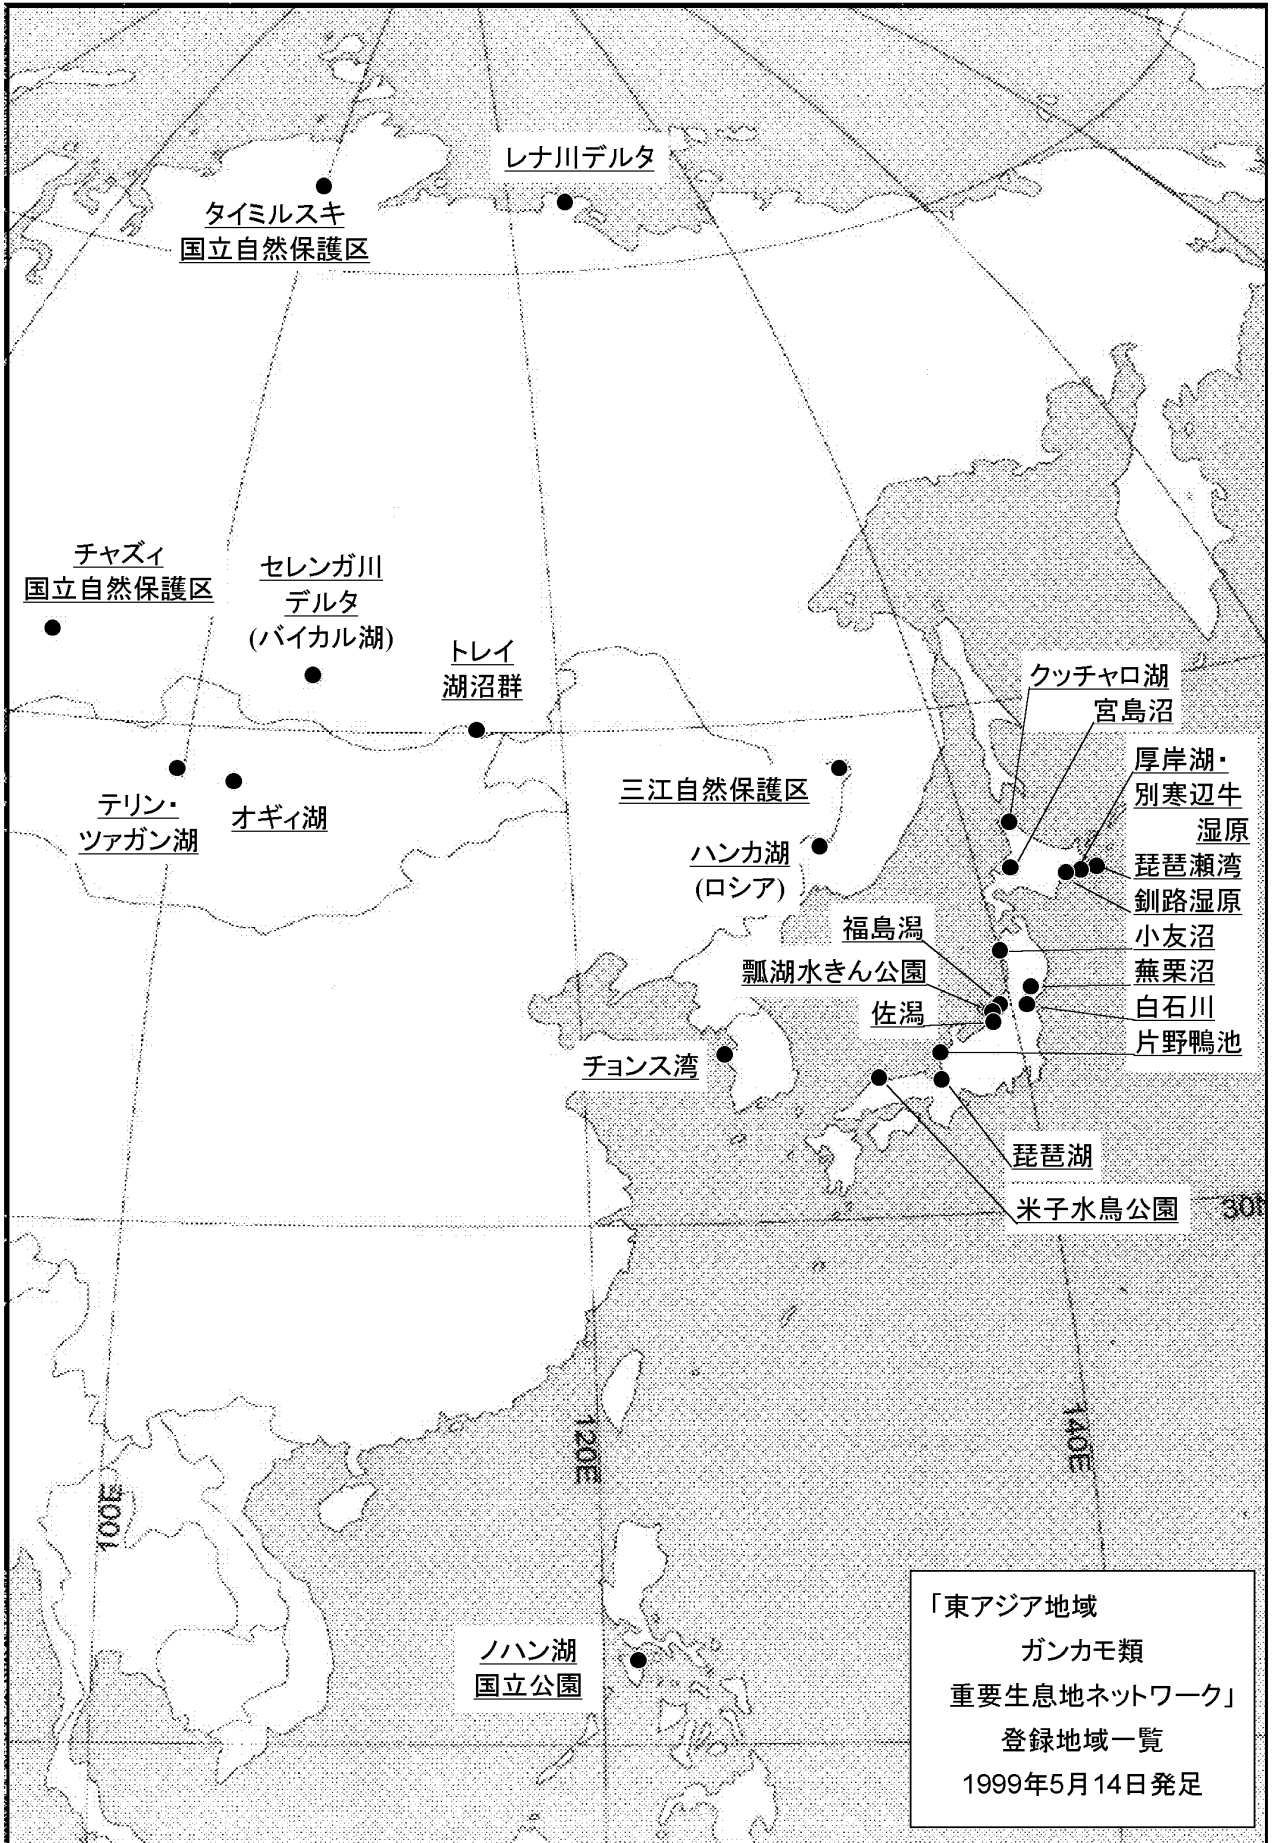 レナ川デルタ
タイミルスキ
国立自然保護区
チャズィ
国立自然保護区
セレンガ川
デルタ
(バイカル湖)
トレイ
湖沼群
クッチャロ湖
宮島沼
厚岸湖・
別寒辺牛
湿原
琵琶瀬湾
釧路湿原
小友沼
蕪栗沼
白石川
片野鴨池
三江自然保護区
テリン・
ツァガン湖
オギィ湖
ハンカ湖
(ロシア)
福島潟
瓢湖水きん公園
佐潟
チョンス湾
琵琶湖
米子水鳥公園
30N
120E
140E
100E
ノハン湖
国立公園
「東アジア地域
ガンカモ類
重要生息地ネットワーク」
登録地域一覧
1999年5月14日発足